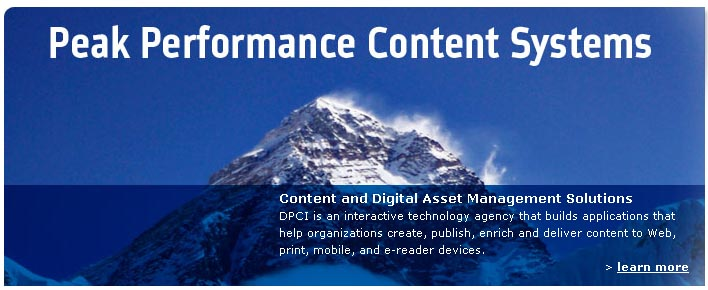 Peak Performance Content Systems
Content and Digital Asset Management Solutions
DPCI is an interactive technology agency that builds applications that
help organizations create, publish, enrich and deliver content to Web,
print, mobile, and e-reader devices.
> learn more